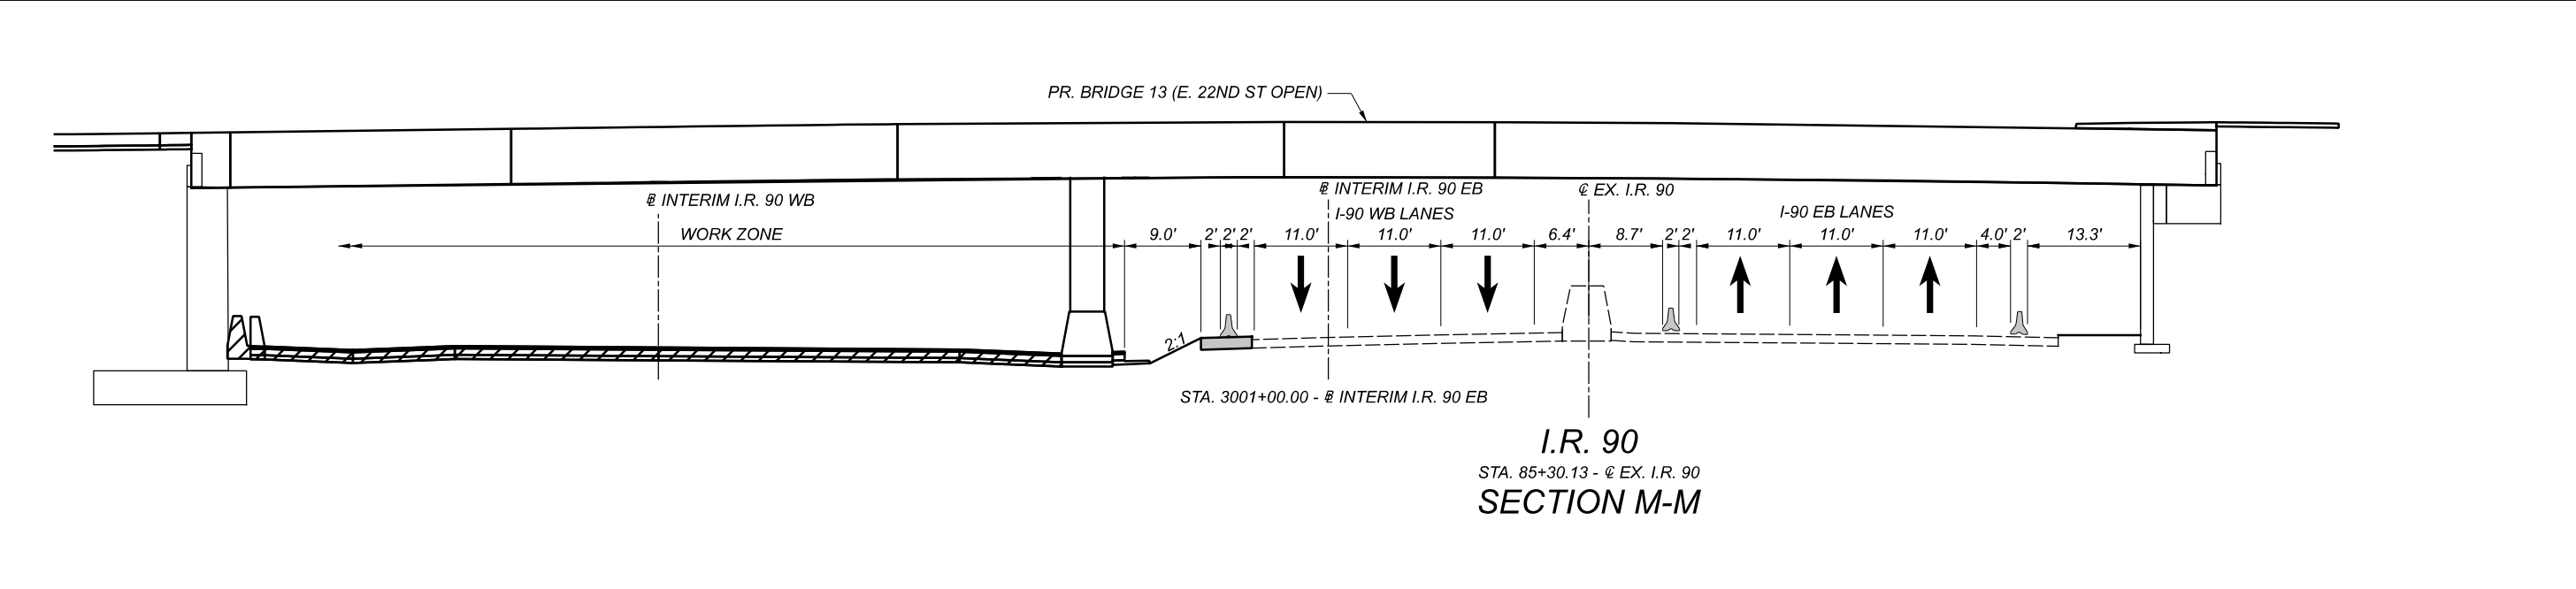 PR. BRIDGE 13 (E. 22ND ST OPEN)
℄ INTERIM I.R. 90 WB
℄ INTERIM I.R. 90 EB
℄ EX. I.R. 90
I-90 WB LANES
I-90 EB LANES
WORK ZONE
9.0' 2' 2' 2' 11.0' 11.0' 11.0' 6.4' 8.7' 2' 2' 11.0' 11.0' 11.0' 4.0' 2' 13.3'
2:1
STA. 3001+00.00 - ℄ INTERIM I.R. 90 EB
I.R. 90
STA. 85+30.13 - ℄ EX. I.R. 90
SECTION M-M